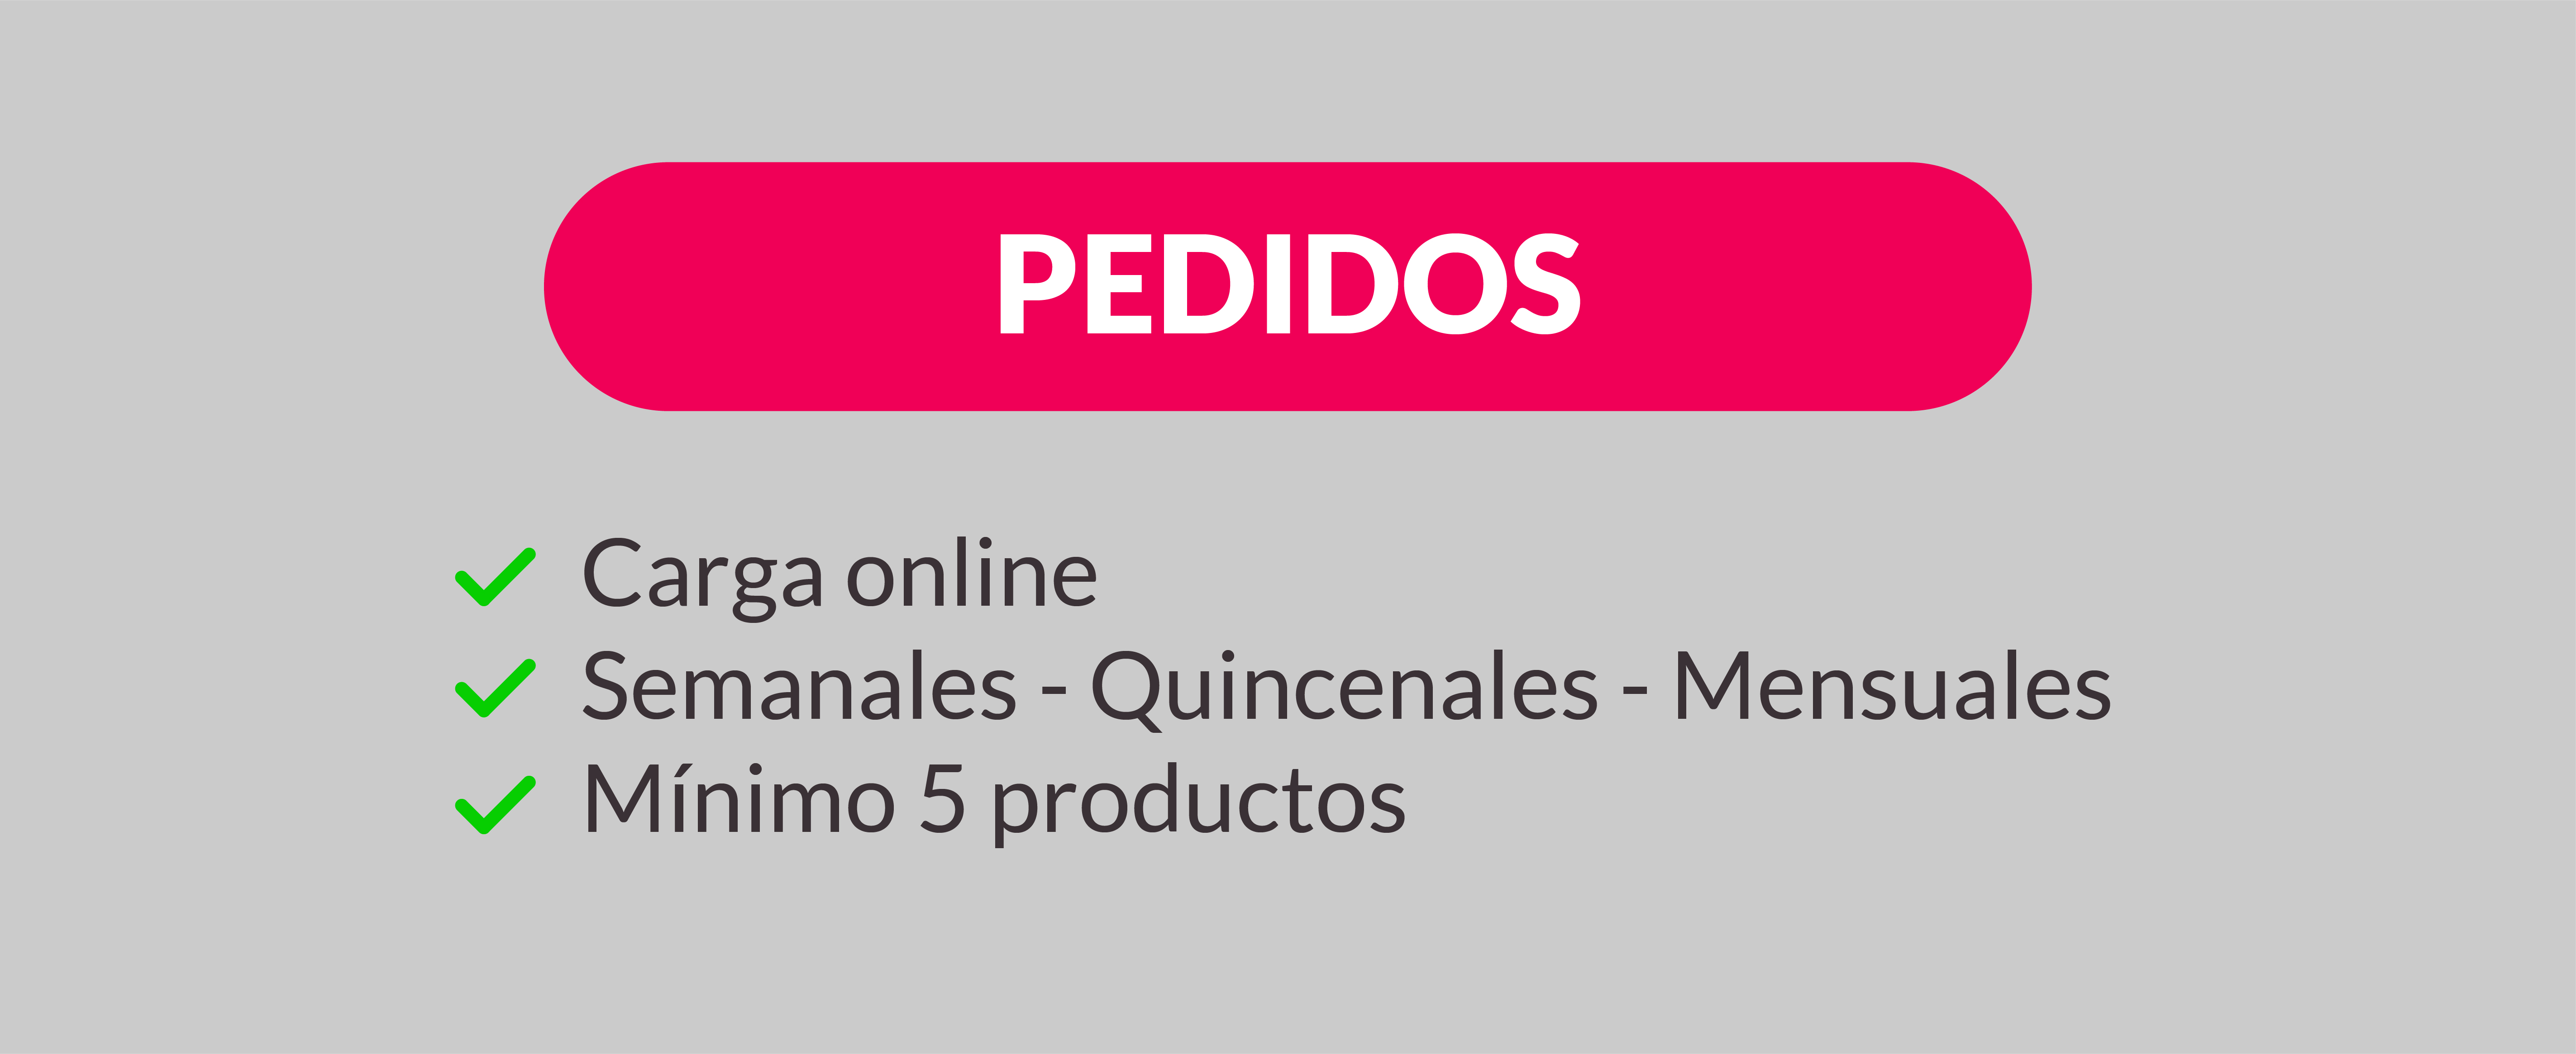 PEDIDOS
Carga online
Semanales - Quincenales - Mensuales
Mínimo 5 productos